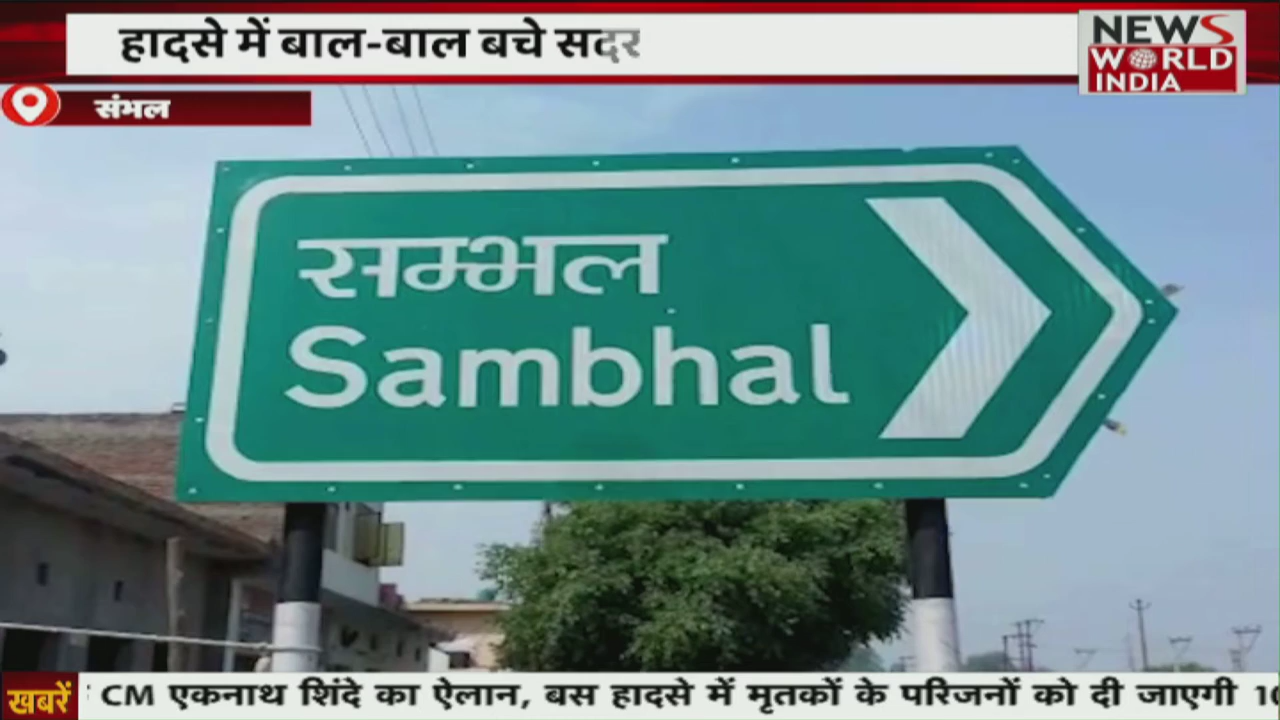 हादसे में बाल-बाल बचे सदर
NEWS
WORLD
INDIA
संभल
सम्भल
Sambhal
खबरें
CM एकनाथ शिंदे का ऐलान, बस हादसे में मृतकों के परिजनों को दी जाएगी